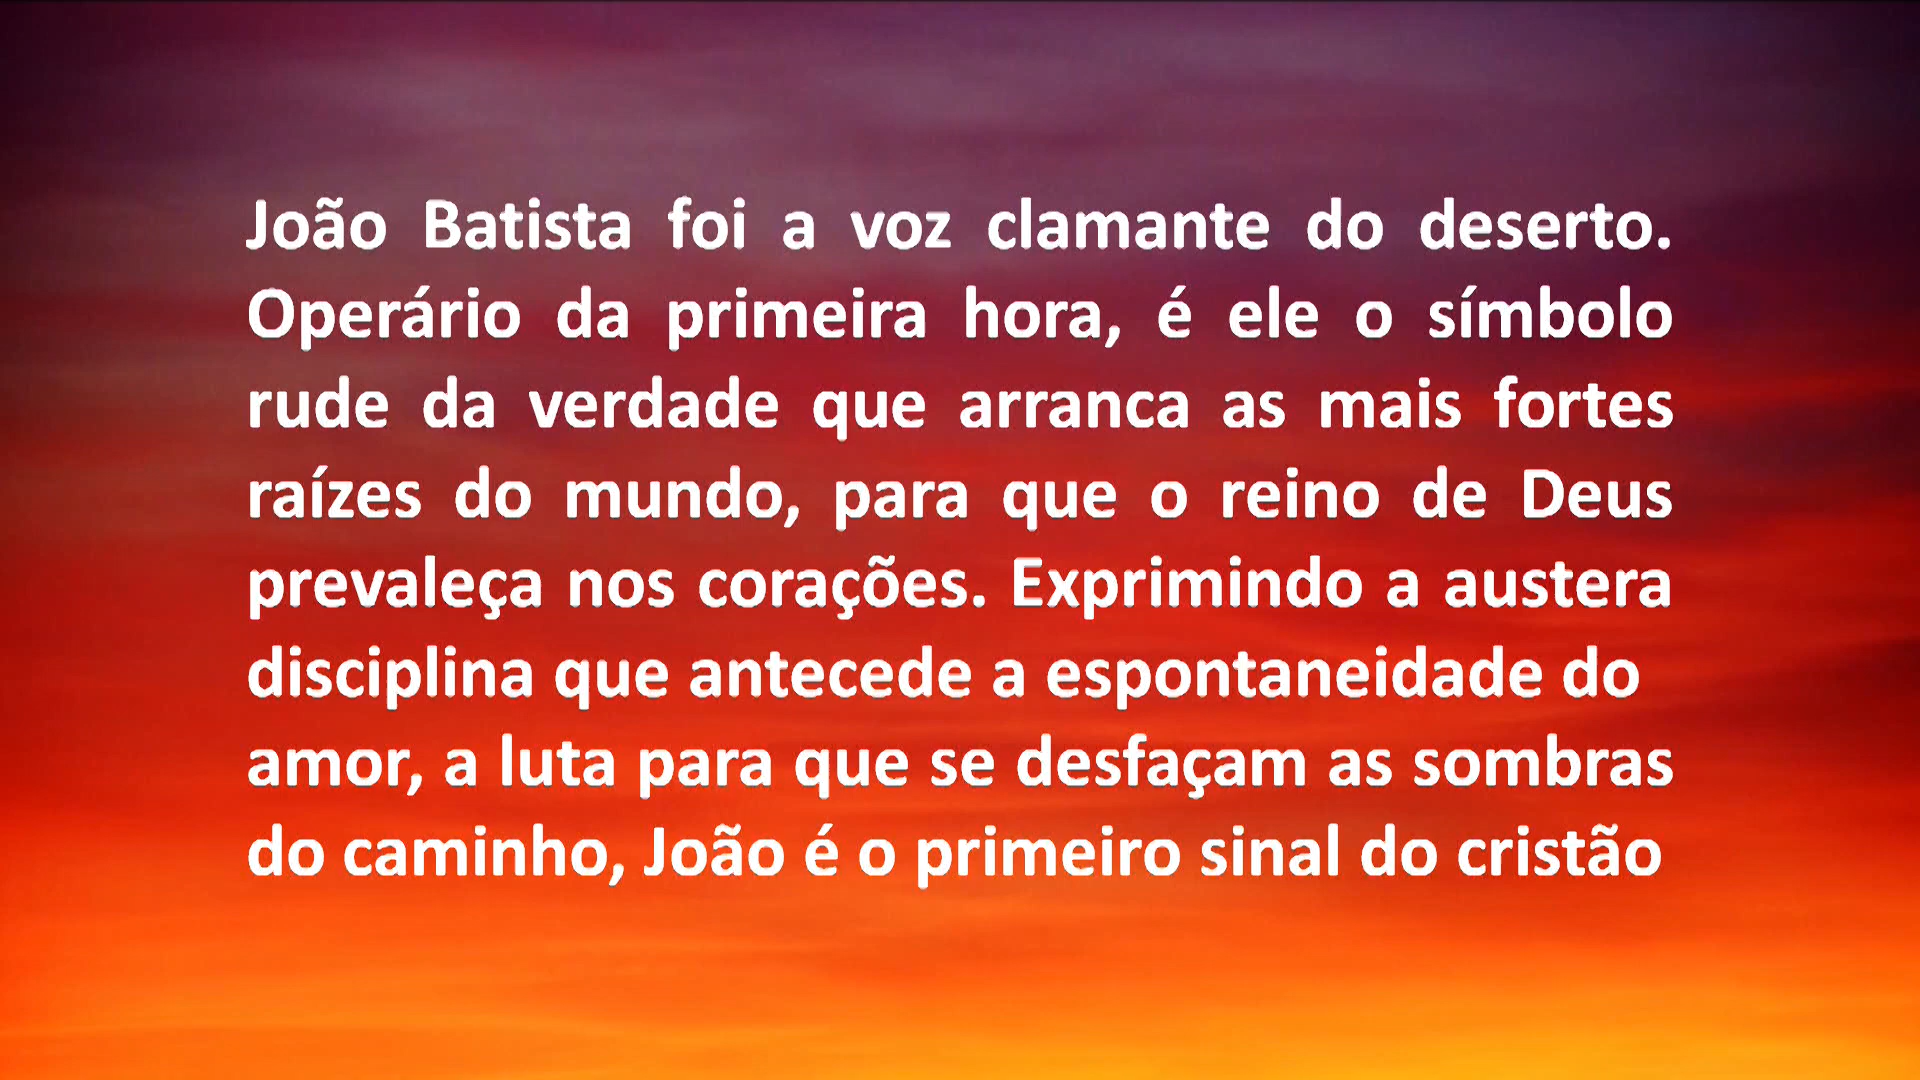 João Batista foi a voz clamante do deserto.
Operário da primeira hora, é ele o símbolo
rude da verdade que arranca as mais fortes
raízes do mundo, para que o reino de Deus
prevaleça nos corações. Exprimindo a austera
disciplina que antecede a espontaneidade do
amor, a luta para que se desfaçam as sombras
do caminho, João é o primeiro sinal do cristão